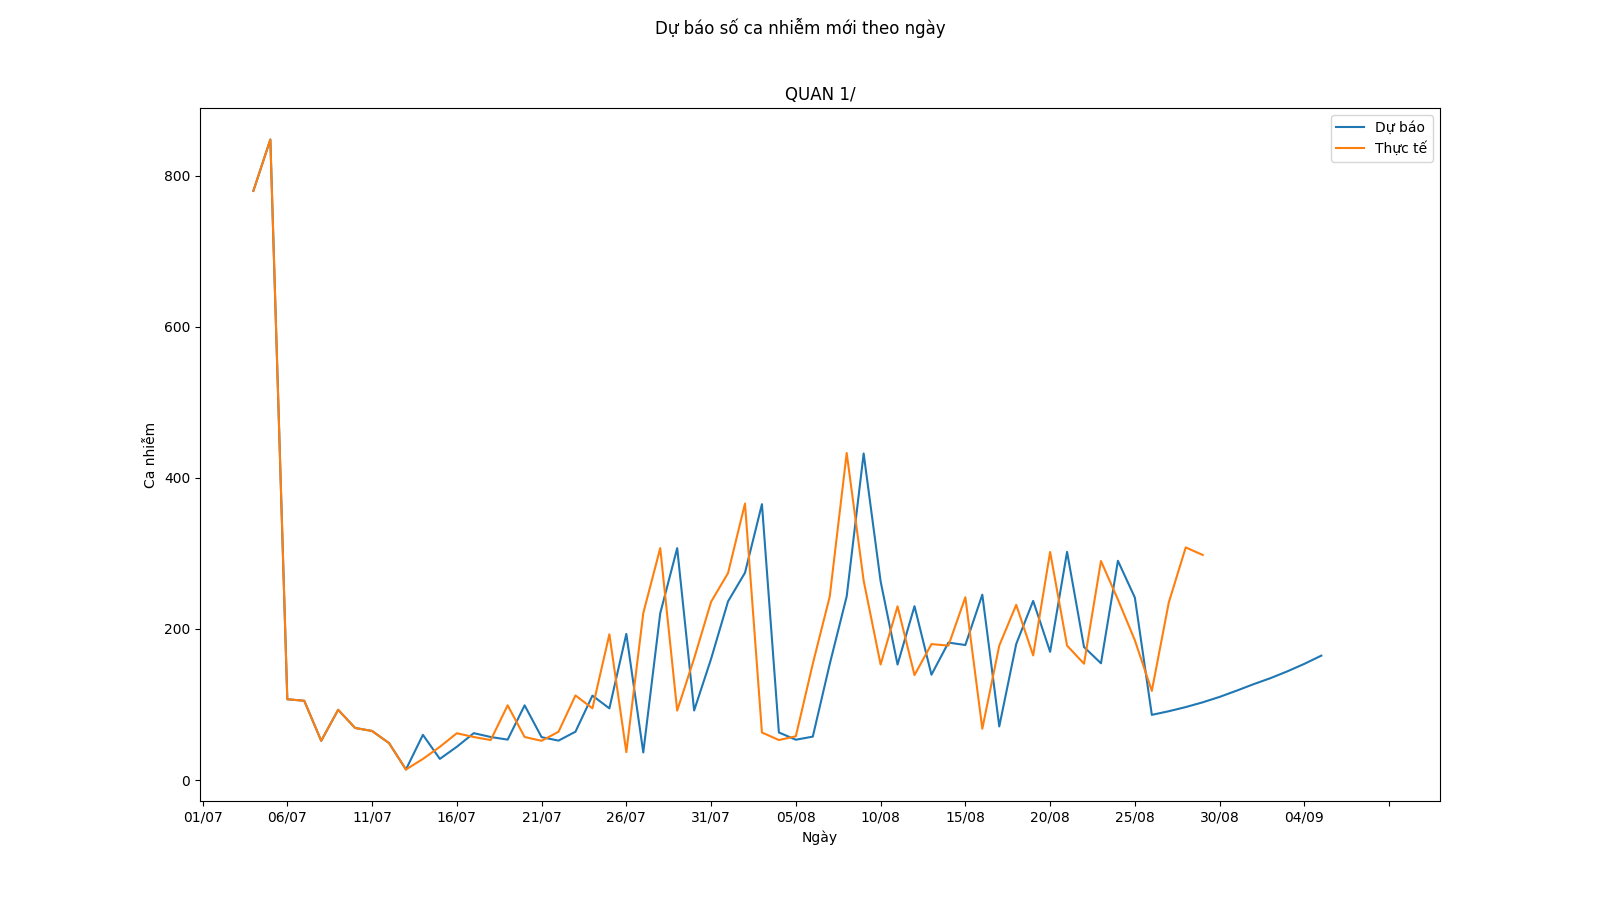 Dự báo số ca nhiễm mới theo ngày
QUAN 1/
Dự báo
Thực tế
800
600
400
200
0
Ca nhiễm
01/07 06/07 11/07 16/07 21/07 26/07 31/07 05/08 10/08 15/08 20/08 25/08 30/08 04/09
Ngày